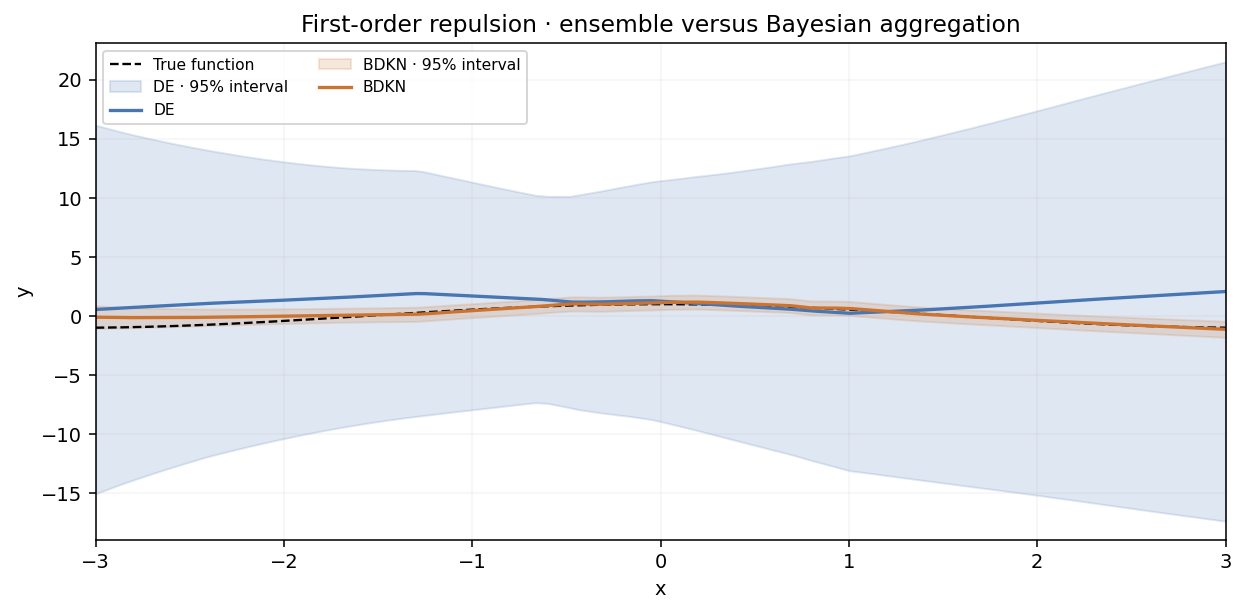 First-order repulsion · ensemble versus Bayesian aggregation
True function
DE · 95% interval
DE
BDKN · 95% interval
BDKN
y
20
15
10
5
0
−5
−10
−15
−3
−2
−1
0
1
2
3
x